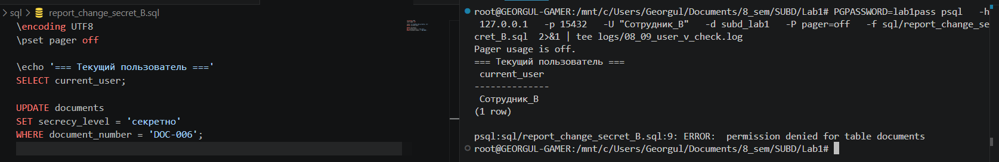 > sql > report_change_secret_B.sql
\encoding UTF8
\pset pager off
\echo '=== Текущий пользователь ==='
SELECT current_user;
UPDATE documents
SET secrecy_level = 'секретно'
WHERE document_number = 'DOC-006';
root@GEORGUL-GAMER:/mnt/c/Users/Georgul/Documents/8_sem/SUBD/Lab1# PGPASSWORD=lab1pass psql   -h
 127.0.0.1   -p 15432   -U "Сотрудник_В"   -d subd_lab1   -P pager=off   -f sql/report_change_se
cret_B.sql  2>&1 | tee logs/08_09_user_v_check.log
Pager usage is off.
=== Текущий пользователь ===
 current_user
--------------
 Сотрудник_В
(1 row)
psql:sql/report_change_secret_B.sql:9: ERROR:  permission denied for table documents
root@GEORGUL-GAMER:/mnt/c/Users/Georgul/Documents/8_sem/SUBD/Lab1#